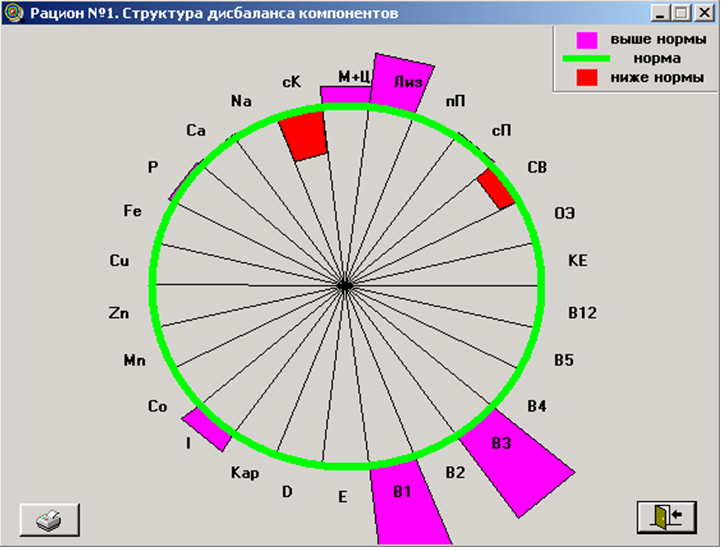 Рацион №1. Структура дисбаланса компонентов
выше нормы
норма
ниже нормы
М+Ц
Лиз
пП
сП
СВ
ОЭ
КЕ
B12
B5
B4
B3
B2
B1
E
D
Кар
I
Co
Mn
Zn
Cu
Fe
P
Ca
Na
сК